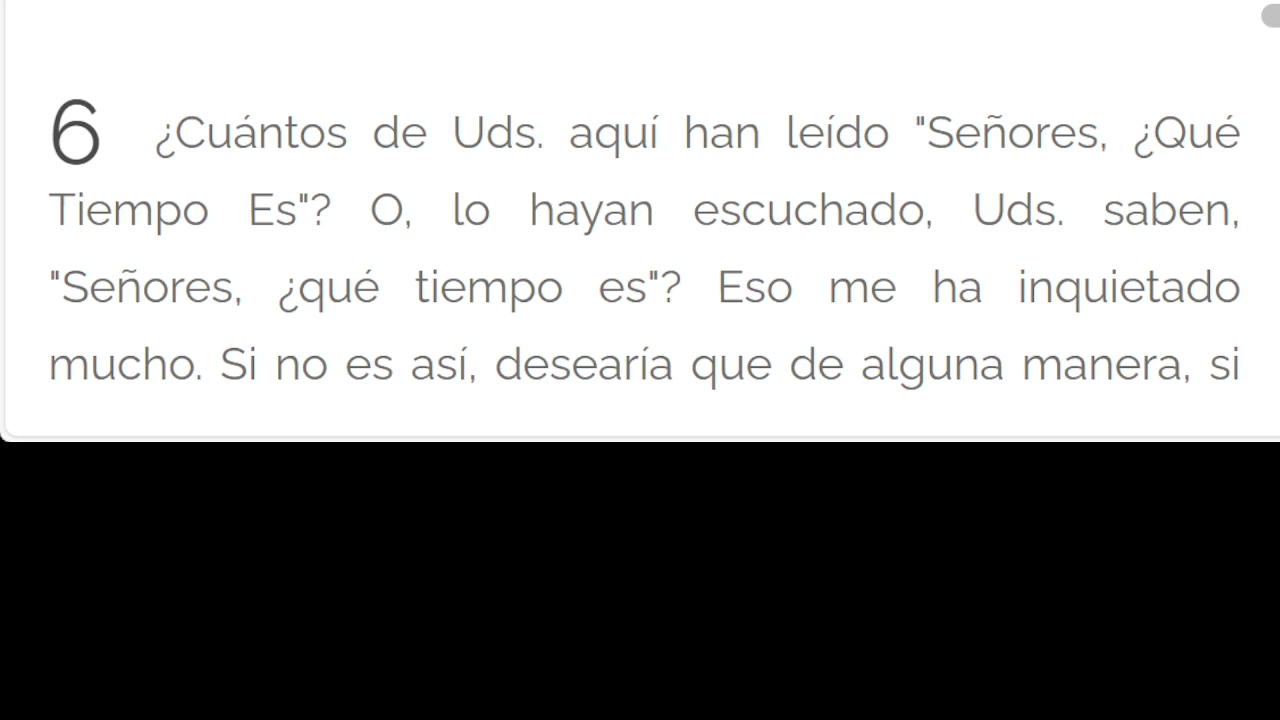 6 ¿Cuántos de Uds. aquí han leído "Señores, ¿Qué
Tiempo Es"? O, lo hayan escuchado, Uds. saben,
"Señores, ¿qué tiempo es"? Eso me ha inquietado
mucho. Si no es así, desearía que de alguna manera, si